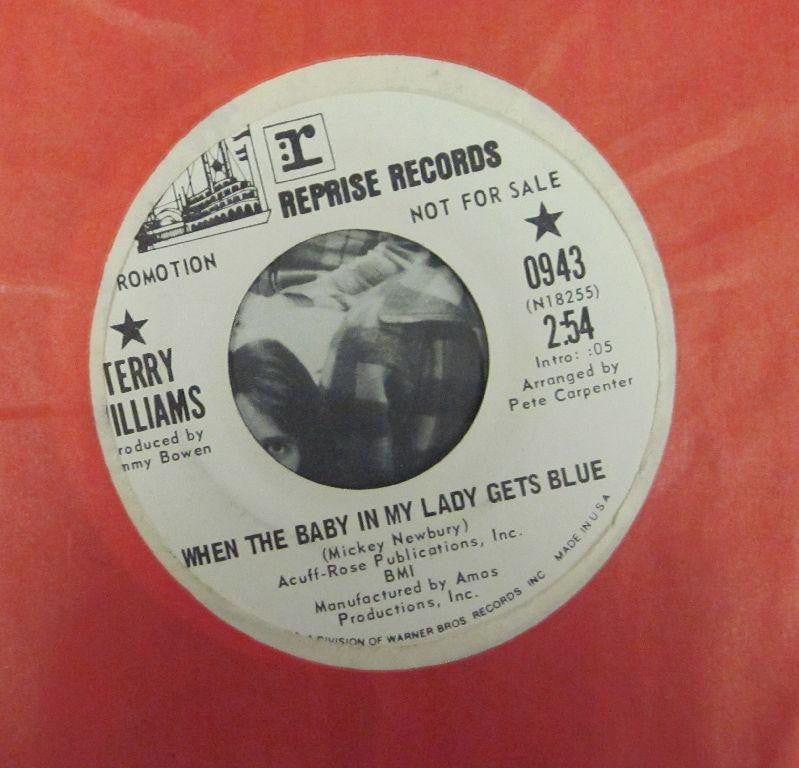 r:
REPRISE RECORDS
NOT FOR SALE
ROMOTION
0943
(N18255)
2:54
Intro: :05
Arranged by
Pete Carpenter
TERRY
ILLIAMS
roduced by
mmy Bowen
WHEN THE BABY IN MY LADY GETS BLUE
(Mickey Newbury)
Acuff-Rose Publications, Inc.
BMI
Manufactured by Amos
Productions, Inc.
A DIVISION OF WARNER BROS RECORDS INC MADE IN U S A